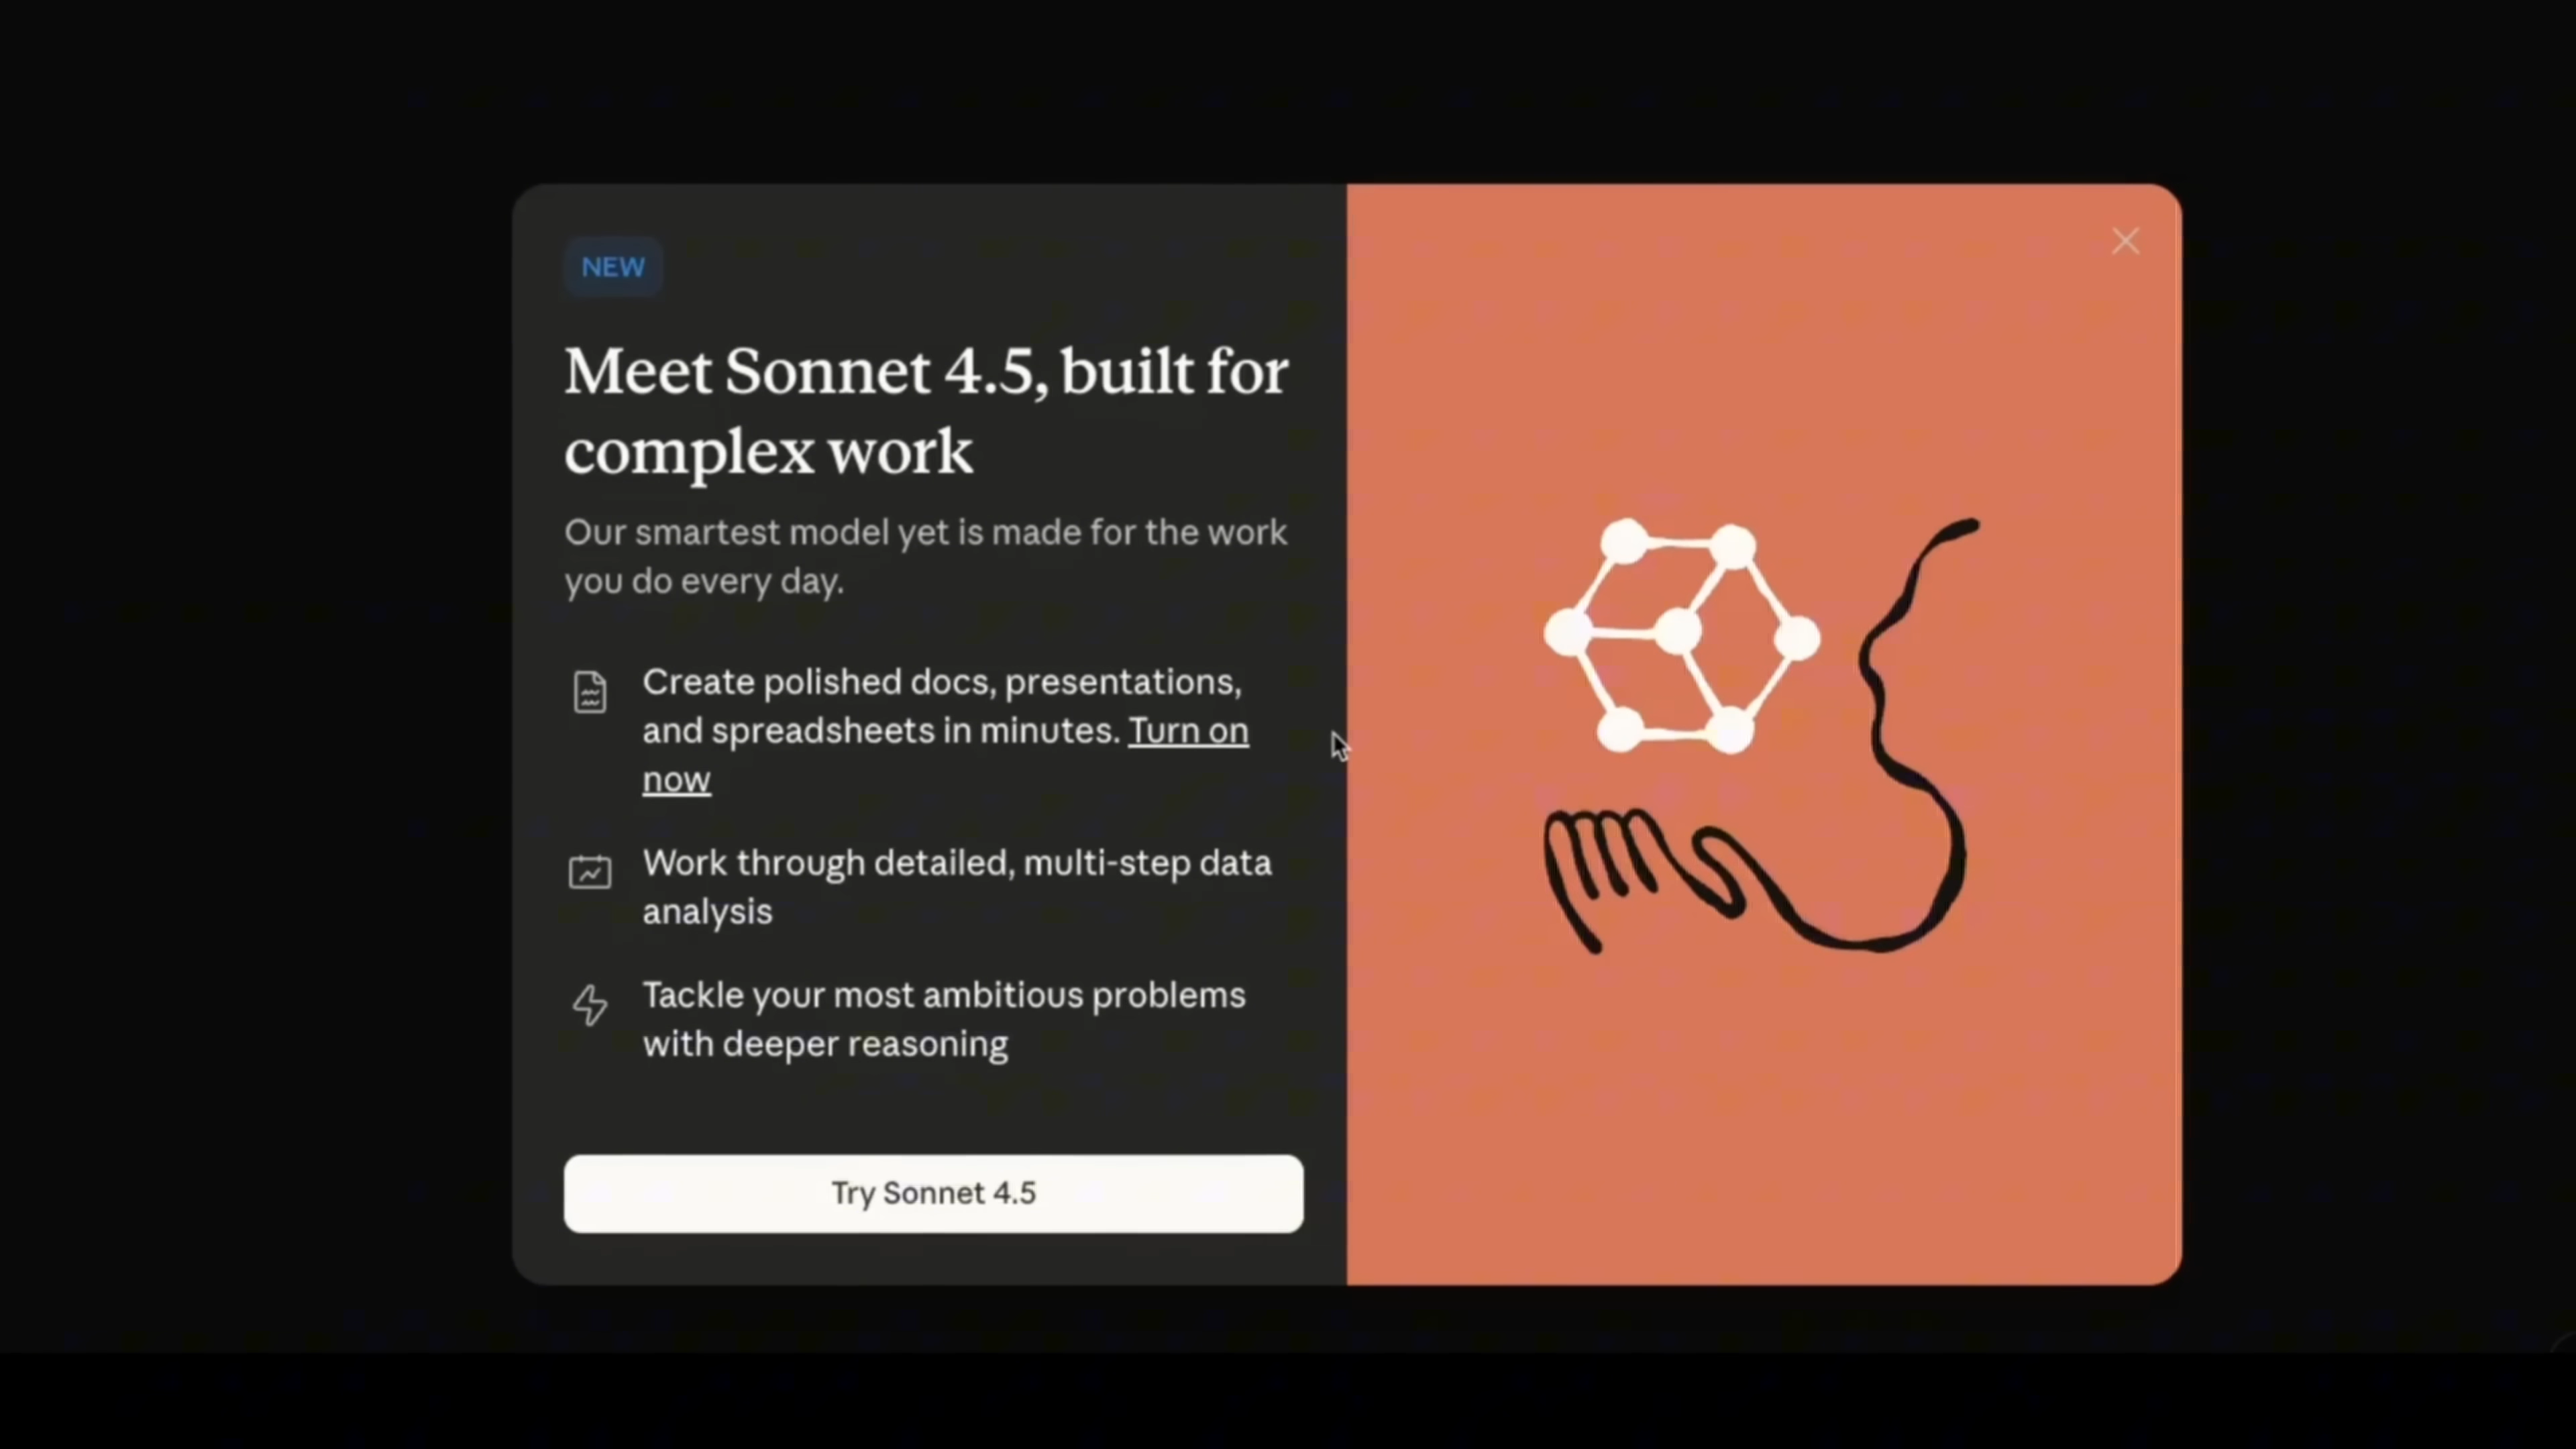 NEW
Meet Sonnet 4.5, built for
complex work
Our smartest model yet is made for the work
you do every day.
Create polished docs, presentations,
and spreadsheets in minutes. Turn on
now
Work through detailed, multi-step data
analysis
Tackle your most ambitious problems
with deeper reasoning
Try Sonnet 4.5